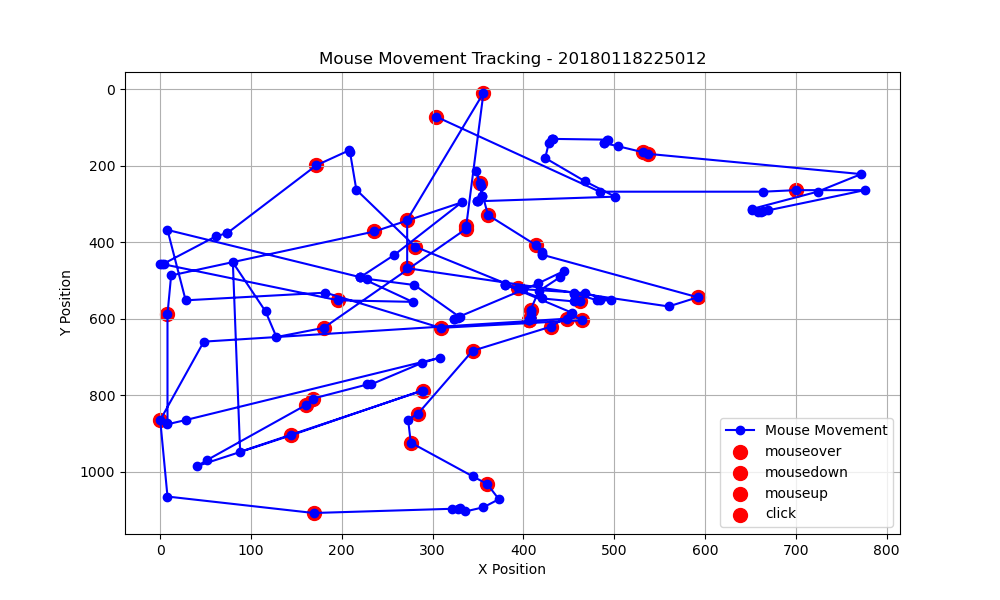 Mouse Movement Tracking - 20180118225012
Y Position
0
200
400
600
800
1000
0 100 200 300 400 500 600 700 800
X Position
Mouse Movement
mouseover
mousedown
mouseup
click